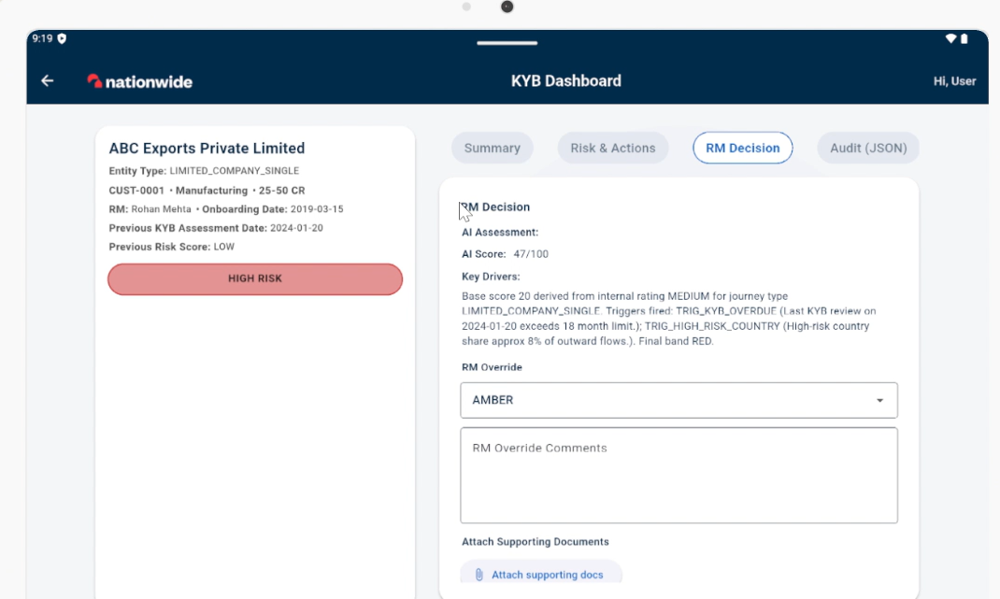 9:19
nationwide
KYB Dashboard
Hi, User
ABC Exports Private Limited
Entity Type: LIMITED_COMPANY_SINGLE
CUST-0001 • Manufacturing • 25-50 CR
RM: Rohan Mehta • Onboarding Date: 2019-03-15
Previous KYB Assessment Date: 2024-01-20
Previous Risk Score: LOW
HIGH RISK
Summary
Risk & Actions
RM Decision
Audit (JSON)
RM Decision
AI Assessment:
AI Score: 47/100
Key Drivers:
Base score 20 derived from internal rating MEDIUM for journey type
LIMITED_COMPANY_SINGLE. Triggers fired: TRIG_KYB_OVERDUE (Last KYB review on
2024-01-20 exceeds 18 month limit.); TRIG_HIGH_RISK_COUNTRY (High-risk country
share approx 8% of outward flows.). Final band RED.
RM Override
AMBER
RM Override Comments
Attach Supporting Documents
Attach supporting docs